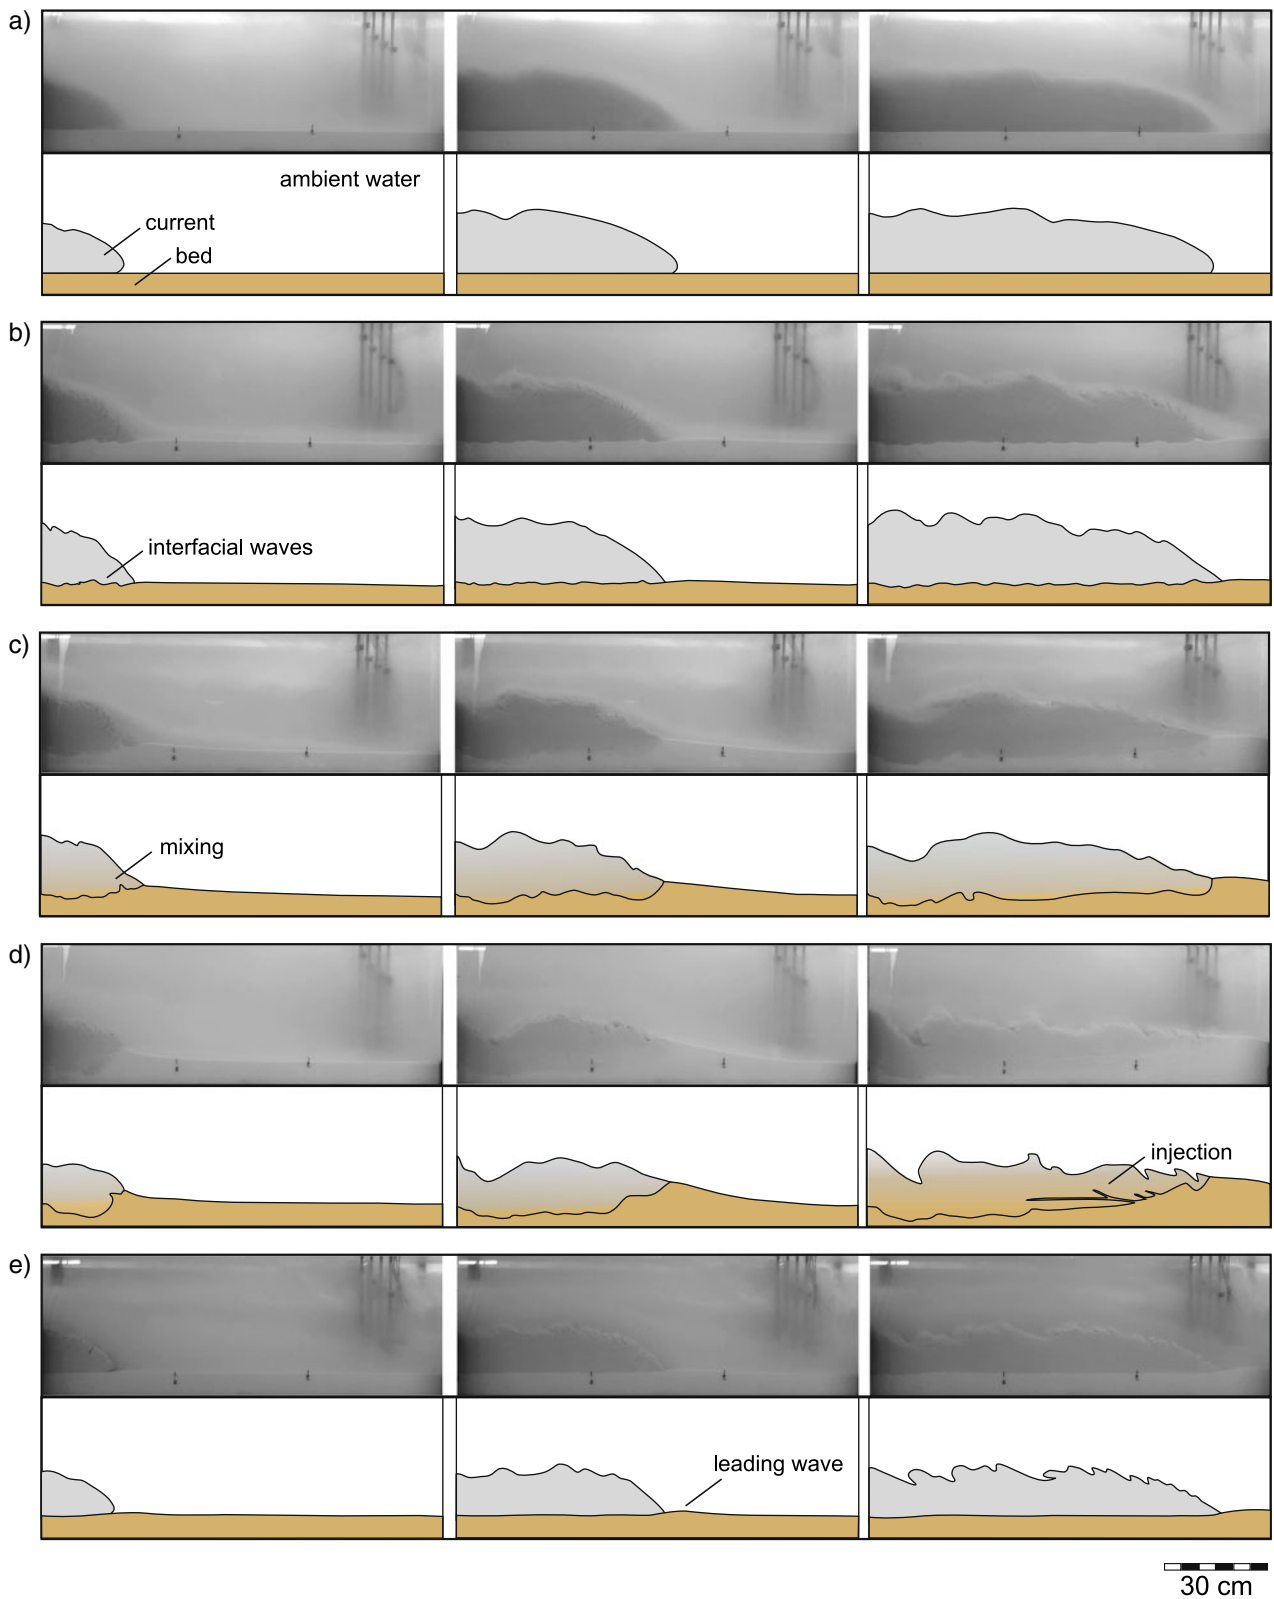 a)
ambient water
current
bed
b)
interfacial waves
c)
mixing
d)
injection
e)
leading wave
30 cm